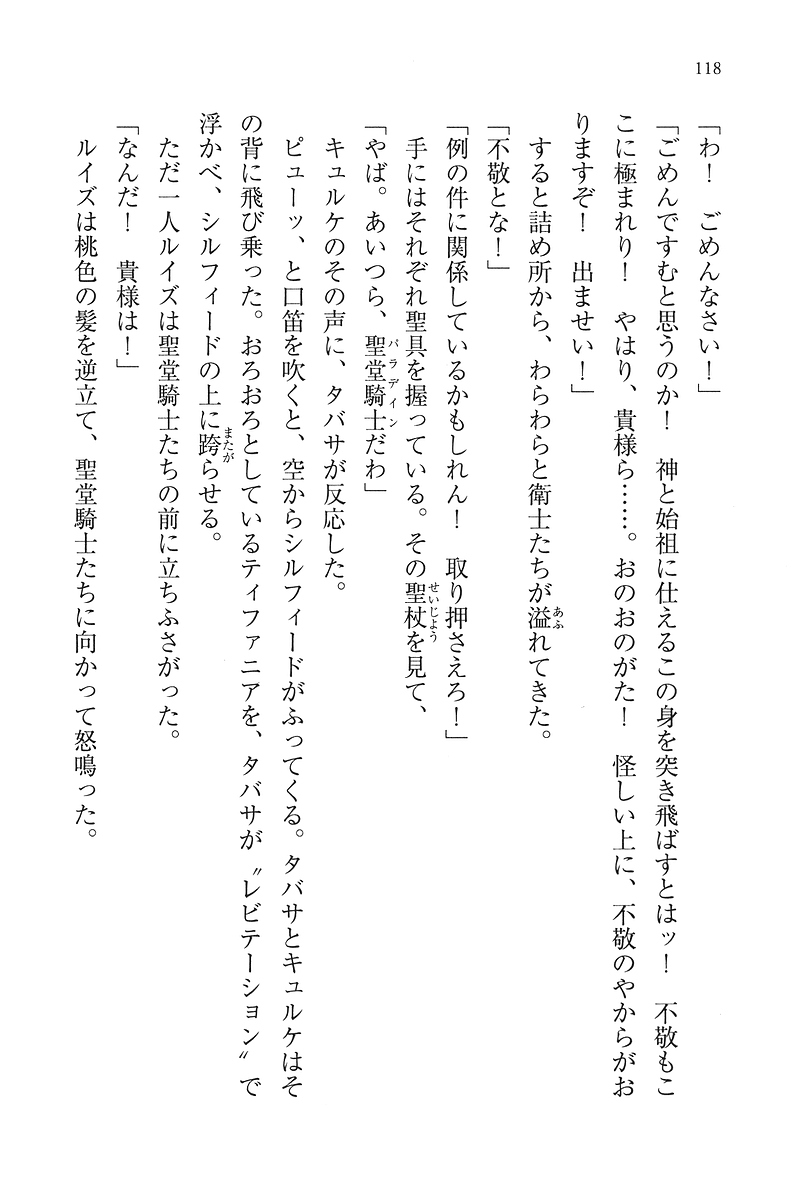 118
「わ！　ごめんなさい！」
「ごめんですむと思うのか！　神と始祖に仕えるこの身を突き飛ばすとはッ！　不敬もこ
こに極まれり！　やはり、貴様ら……。おのおのがた！　怪しい上に、不敬のやからがお
りますぞ！　出ませい！」
　すると詰め所から、わらわらと衛士たちが溢れてきた。
あふ
「不敬とな！」
「例の件に関係しているかもしれん！　取り押さえろ！」
　手にはそれぞれ聖具を握っている。その聖杖を見て、
せいじょう
「やば。あいつら、聖堂騎士だわ」
パラディン
　キュルケのその声に、タバサが反応した。
　ピューッ、と口笛を吹くと、空からシルフィードがふってくる。タバサとキュルケはそ
の背に飛び乗った。おろおろとしているティファニアを、タバサが〝レビテーション〟で
浮かべ、シルフィードの上に跨らせる。
またが
　ただ一人ルイズは聖堂騎士たちの前に立ちふさがった。
「なんだ！　貴様は！」
　ルイズは桃色の髪を逆立て、聖堂騎士たちに向かって怒鳴った。